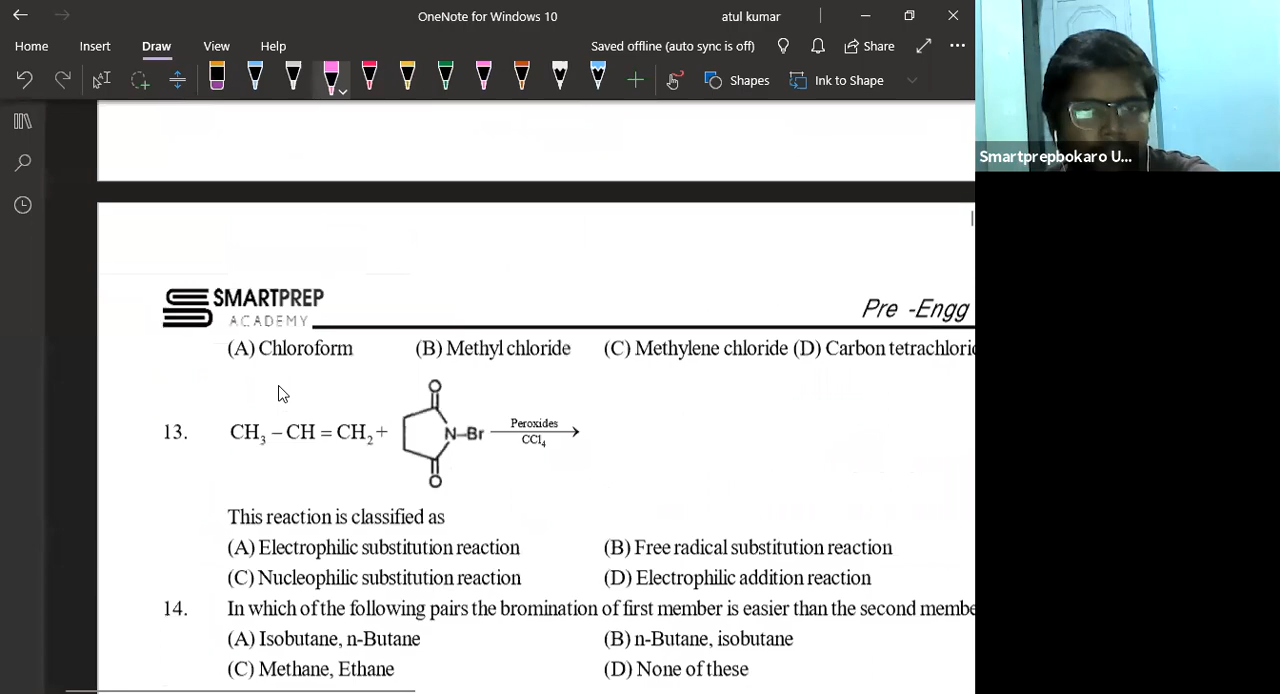 OneNote for Windows 10
atul kumar
Home Insert Draw View Help
Saved offline (auto sync is off)
Share
Shapes
Ink to Shape
Smartprepbokaro U...
SMARTPREP
ACADEMY
Pre -Engg
(A) Chloroform (B) Methyl chloride (C) Methylene chloride (D) Carbon tetrachlori
13. CH₃ – CH = CH₂ + O N–Br O Peroxides CCl₄
This reaction is classified as
(A) Electrophilic substitution reaction (B) Free radical substitution reaction
(C) Nucleophilic substitution reaction (D) Electrophilic addition reaction
14. In which of the following pairs the bromination of first member is easier than the second membe
(A) Isobutane, n-Butane (B) n-Butane, isobutane
(C) Methane, Ethane (D) None of these